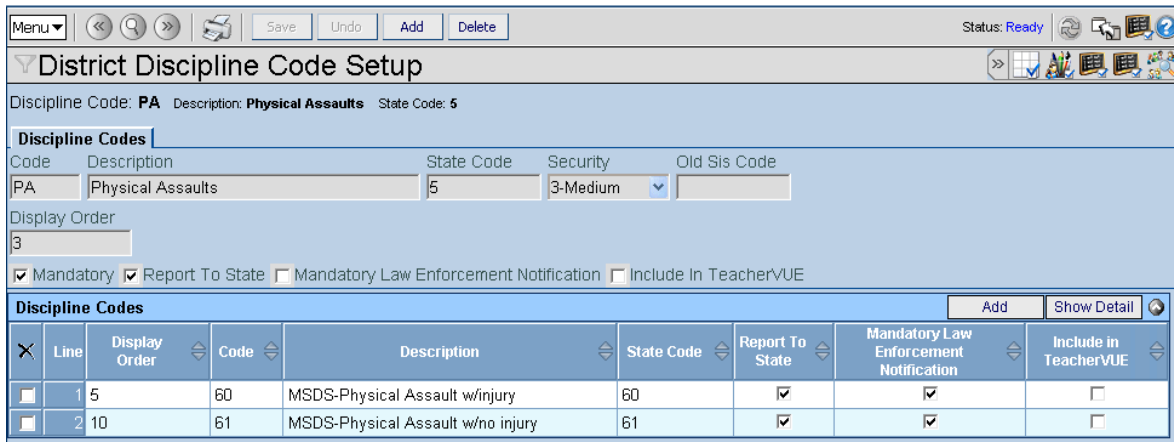 Menu Save Undo Add Delete Status: Ready
District Discipline Code Setup
Discipline Code: PA Description: Physical Assaults State Code: 5
Discipline Codes
Code Description State Code Security Old Sis Code
PA Physical Assaults 5 3-Medium
Display Order
3
Mandatory Report To State Mandatory Law Enforcement Notification Include In TeacherVUE
Discipline Codes Add Show Detail
Line Display Order Code Description State Code Report To State Mandatory Law Enforcement Notification Include in TeacherVUE
1 5 60 MSDS-Physical Assault w/injury 60
2 10 61 MSDS-Physical Assault w/no injury 61